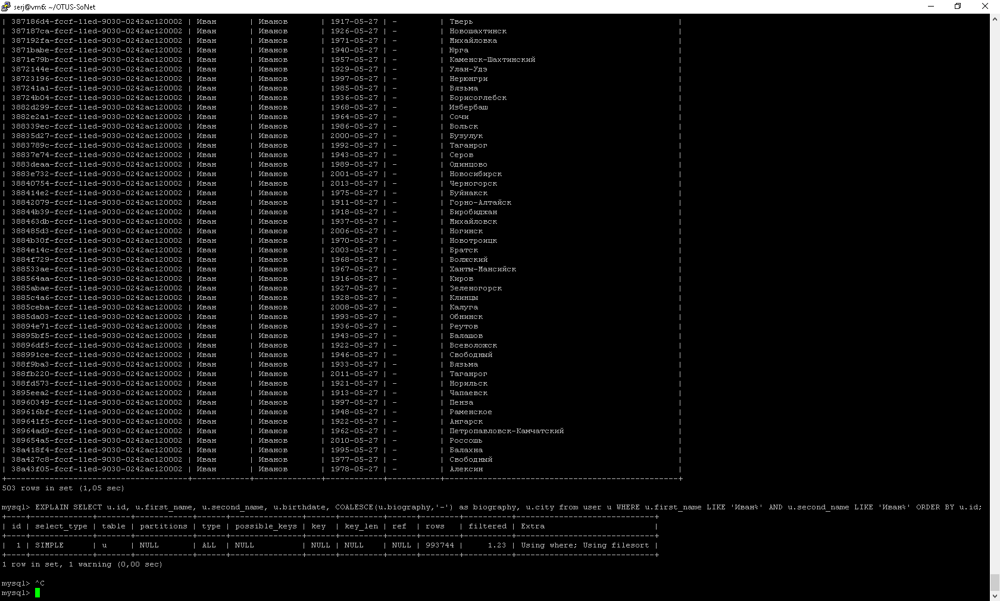 serj@vm6: ~/OTUS-SoNet
| 387186d4-fccf-11ed-9030-0242ac120002 | Иван | Иванов | 1917-05-27 | - | Тверь |
| 387187ca-fccf-11ed-9030-0242ac120002 | Иван | Иванов | 1926-05-27 | - | Новошахтинск |
| 387192fa-fccf-11ed-9030-0242ac120002 | Иван | Иванов | 1971-05-27 | - | Михайловка |
| 3871babe-fccf-11ed-9030-0242ac120002 | Иван | Иванов | 1940-05-27 | - | Юрга |
| 3871e79b-fccf-11ed-9030-0242ac120002 | Иван | Иванов | 1957-05-27 | - | Каменск-Шахтинский |
| 3872144e-fccf-11ed-9030-0242ac120002 | Иван | Иванов | 1929-05-27 | - | Улан-Удэ |
| 38723196-fccf-11ed-9030-0242ac120002 | Иван | Иванов | 1997-05-27 | - | Нерюнгри |
| 387241a1-fccf-11ed-9030-0242ac120002 | Иван | Иванов | 1985-05-27 | - | Вязьма |
| 38724b04-fccf-11ed-9030-0242ac120002 | Иван | Иванов | 1936-05-27 | - | Борисоглебск |
| 3882d299-fccf-11ed-9030-0242ac120002 | Иван | Иванов | 1968-05-27 | - | Избербаш |
| 3882e2a1-fccf-11ed-9030-0242ac120002 | Иван | Иванов | 1964-05-27 | - | Сочи |
| 388339ec-fccf-11ed-9030-0242ac120002 | Иван | Иванов | 1986-05-27 | - | Вольск |
| 38835d27-fccf-11ed-9030-0242ac120002 | Иван | Иванов | 2000-05-27 | - | Бузулук |
| 3883789c-fccf-11ed-9030-0242ac120002 | Иван | Иванов | 1992-05-27 | - | Таганрог |
| 38837e74-fccf-11ed-9030-0242ac120002 | Иван | Иванов | 1943-05-27 | - | Серов |
| 3883deaa-fccf-11ed-9030-0242ac120002 | Иван | Иванов | 1989-05-27 | - | Одинцово |
| 3883e732-fccf-11ed-9030-0242ac120002 | Иван | Иванов | 2001-05-27 | - | Новосибирск |
| 38840754-fccf-11ed-9030-0242ac120002 | Иван | Иванов | 2013-05-27 | - | Черногорск |
| 388414e2-fccf-11ed-9030-0242ac120002 | Иван | Иванов | 1975-05-27 | - | Буйнакск |
| 38842079-fccf-11ed-9030-0242ac120002 | Иван | Иванов | 1911-05-27 | - | Горно-Алтайск |
| 38844b39-fccf-11ed-9030-0242ac120002 | Иван | Иванов | 1918-05-27 | - | Биробиджан |
| 388463db-fccf-11ed-9030-0242ac120002 | Иван | Иванов | 1937-05-27 | - | Михайловск |
| 388485d3-fccf-11ed-9030-0242ac120002 | Иван | Иванов | 2006-05-27 | - | Ногинск |
| 3884b30f-fccf-11ed-9030-0242ac120002 | Иван | Иванов | 1970-05-27 | - | Новотроицк |
| 3884e14c-fccf-11ed-9030-0242ac120002 | Иван | Иванов | 2003-05-27 | - | Братск |
| 3884f729-fccf-11ed-9030-0242ac120002 | Иван | Иванов | 1968-05-27 | - | Волжский |
| 388533ae-fccf-11ed-9030-0242ac120002 | Иван | Иванов | 1967-05-27 | - | Ханты-Мансийск |
| 388564aa-fccf-11ed-9030-0242ac120002 | Иван | Иванов | 1916-05-27 | - | Киров |
| 3885abae-fccf-11ed-9030-0242ac120002 | Иван | Иванов | 1927-05-27 | - | Зеленогорск |
| 3885c4a6-fccf-11ed-9030-0242ac120002 | Иван | Иванов | 1928-05-27 | - | Клинцы |
| 3885ceba-fccf-11ed-9030-0242ac120002 | Иван | Иванов | 2008-05-27 | - | Калуга |
| 3885da03-fccf-11ed-9030-0242ac120002 | Иван | Иванов | 1993-05-27 | - | Обнинск |
| 38894e71-fccf-11ed-9030-0242ac120002 | Иван | Иванов | 1936-05-27 | - | Реутов |
| 38895bf5-fccf-11ed-9030-0242ac120002 | Иван | Иванов | 1943-05-27 | - | Балашов |
| 38896df5-fccf-11ed-9030-0242ac120002 | Иван | Иванов | 1922-05-27 | - | Всеволожск |
| 388991ce-fccf-11ed-9030-0242ac120002 | Иван | Иванов | 1946-05-27 | - | Свободный |
| 388f9ba3-fccf-11ed-9030-0242ac120002 | Иван | Иванов | 1933-05-27 | - | Вязьма |
| 388fb220-fccf-11ed-9030-0242ac120002 | Иван | Иванов | 2011-05-27 | - | Таганрог |
| 388fd573-fccf-11ed-9030-0242ac120002 | Иван | Иванов | 1921-05-27 | - | Норильск |
| 3895eea2-fccf-11ed-9030-0242ac120002 | Иван | Иванов | 1913-05-27 | - | Чапаевск |
| 38960349-fccf-11ed-9030-0242ac120002 | Иван | Иванов | 1997-05-27 | - | Пенза |
| 389616bf-fccf-11ed-9030-0242ac120002 | Иван | Иванов | 1948-05-27 | - | Раменское |
| 389641f5-fccf-11ed-9030-0242ac120002 | Иван | Иванов | 1922-05-27 | - | Ангарск |
| 38964ad9-fccf-11ed-9030-0242ac120002 | Иван | Иванов | 1962-05-27 | - | Петропавловск-Камчатский |
| 389654a5-fccf-11ed-9030-0242ac120002 | Иван | Иванов | 2010-05-27 | - | Россошь |
| 38a418f4-fccf-11ed-9030-0242ac120002 | Иван | Иванов | 1995-05-27 | - | Балахна |
| 38a427c8-fccf-11ed-9030-0242ac120002 | Иван | Иванов | 1977-05-27 | - | Свободный |
| 38a43f05-fccf-11ed-9030-0242ac120002 | Иван | Иванов | 1978-05-27 | - | Алексин |
503 rows in set (1,05 sec)
mysql> EXPLAIN SELECT u.id, u.first_name, u.second_name, u.birthdate, COALESCE(u.biography,'-') as biography, u.city from user u WHERE u.first_name LIKE 'Иван%' AND u.second_name LIKE 'Иван%' ORDER BY u.id;
| id | select_type | table | partitions | type | possible_keys | key | key_len | ref | rows | filtered | Extra |
| 1 | SIMPLE | u | NULL | ALL | NULL | NULL | NULL | NULL | 993744 | 1.23 | Using where; Using filesort |
1 row in set, 1 warning (0,00 sec)
mysql> ^C
mysql>